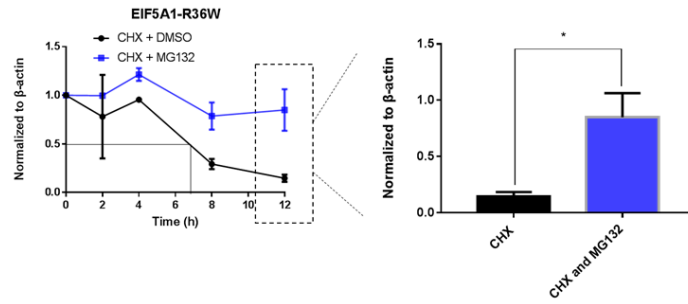 EIF5A1-R36W
CHX + DMSO
CHX + MG132
Normalized to β-actin
1.5
1.0
0.5
0.0
0 2 4 6 8 10 12
Time (h)
*
Normalized to β-actin
1.5
1.0
0.5
0.0
CHX
CHX and MG132